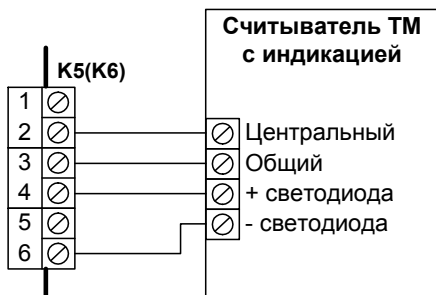 Считыватель ТМ
с индикацией
K5(K6)
1
2 Центральный
3 Общий
4 + светодиода
5 - светодиода
6